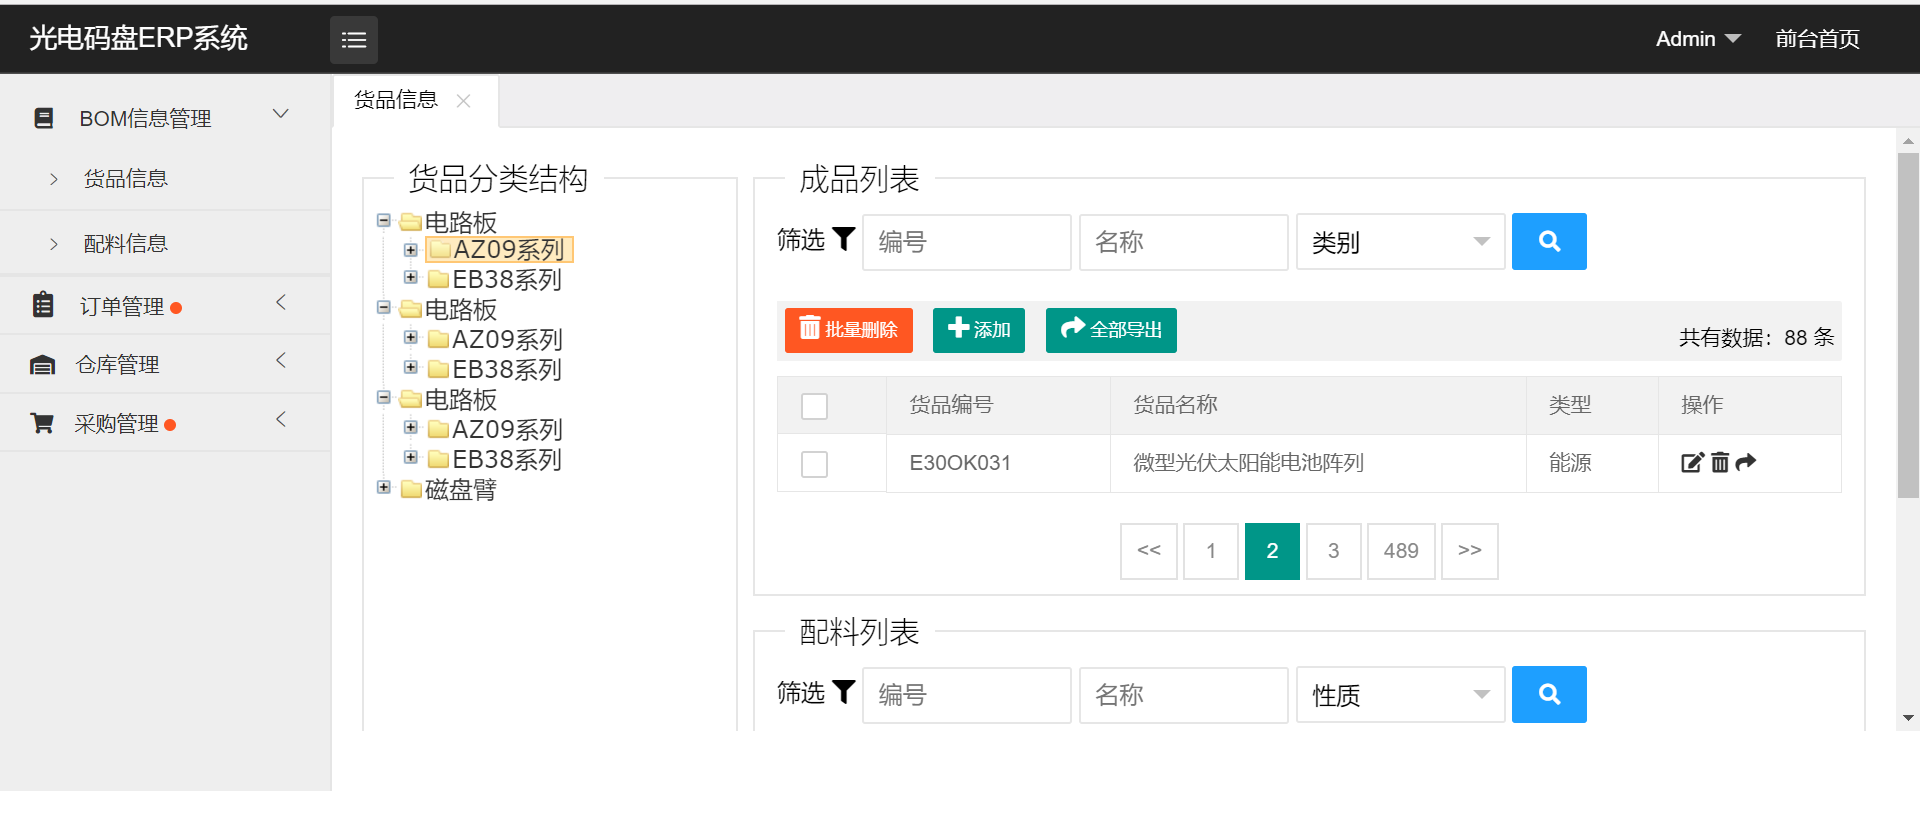 光电码盘ERP系统
Admin
前台首页
BOM信息管理
货品信息
配料信息
订单管理
仓库管理
采购管理
货品信息
货品分类结构
电路板
AZ09系列
EB38系列
电路板
AZ09系列
EB38系列
电路板
AZ09系列
EB38系列
磁盘臂
成品列表
筛选 编号 名称 类别
批量删除 添加 全部导出 共有数据：88 条
货品编号 货品名称 类型 操作
E30OK031 微型光伏太阳能电池阵列 能源
<< 1 2 3 489 >>
配料列表
筛选 编号 名称 性质